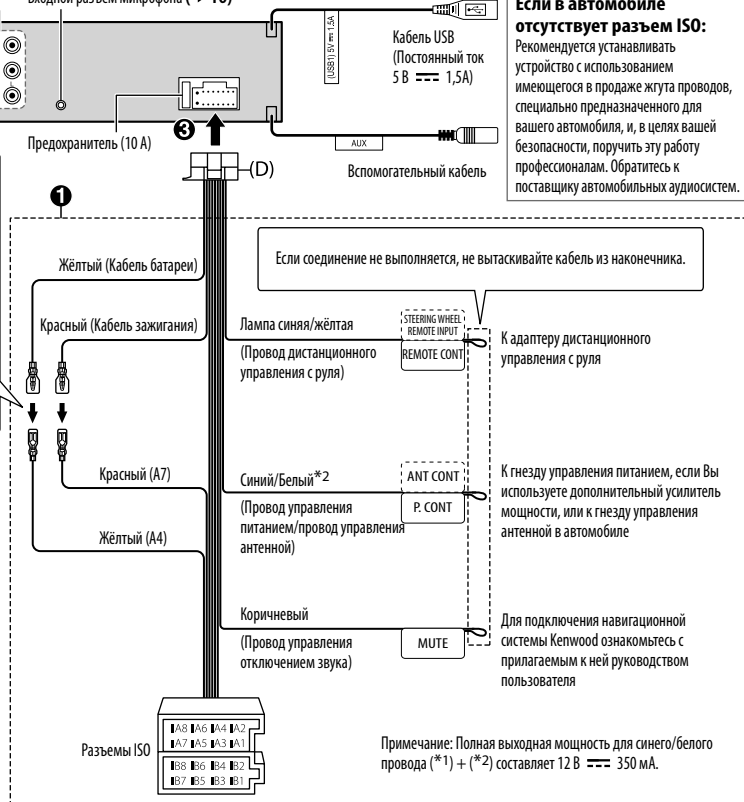 Входной разъем микрофона
Кабель USB
(Постоянный ток
5 В 1,5A)
(USB1) 5V 1.5A
Если в автомобиле
отсутствует разъем ISO:
Рекомендуется устанавливать
устройство с использованием
имеющегося в продаже жгута проводов,
специально предназначенного для
вашего автомобиля, и, в целях вашей
безопасности, поручить эту работу
профессионалам. Обратитесь к
поставщику автомобильных аудиосистем.
Предохранитель (10 A)
3
AUX
Вспомогательный кабель
(D)
1
Если соединение не выполняется, не вытаскивайте кабель из наконечника.
Жёлтый (Кабель батареи)
Красный (Кабель зажигания)
Лампа синяя/жёлтая
(Провод дистанционного
управления с руля)
STEERING WHEEL
REMOTE INPUT
REMOTE CONT
К адаптеру дистанционного
управления с руля
Красный (A7)
Жёлтый (A4)
Синий/Белый*2
(Провод управления
питанием/провод управления
антенной)
ANT CONT
P. CONT
К гнезду управления питанием, если Вы
используете дополнительный усилитель
мощности, или к гнезду управления
антенной в автомобиле
Коричневый
(Провод управления
отключением звука)
MUTE
Для подключения навигационной
системы Kenwood ознакомьтесь с
прилагаемым к ней руководством
пользователя
Разъемы ISO
A8 A6 A4 A2
A7 A5 A3 A1
B8 B6 B4 B2
B7 B5 B3 B1
Примечание: Полная выходная мощность для синего/белого
провода (*1) + (*2) составляет 12 В 350 мА.